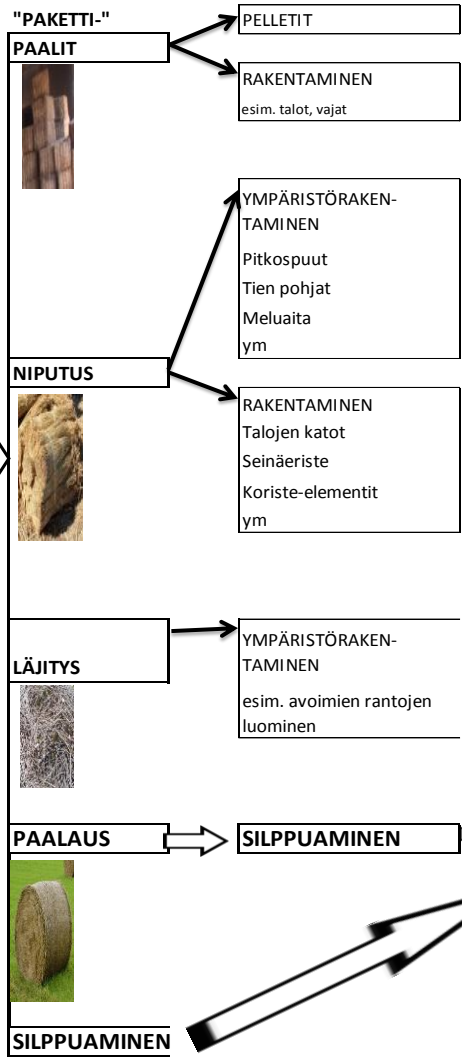 "PAKETTI-"
PAALIT
PELLETIT
RAKENTAMINEN
esim. talot, vajat
NIPUTUS
YMPÄRISTÖRAKEN-
TAMINEN
Pitkospuut
Tien pohjat
Meluaita
ym
RAKENTAMINEN
Talojen katot
Seinäeriste
Koriste-elementit
ym
LÄJITYS
YMPÄRISTÖRAKEN-
TAMINEN
esim. avoimien rantojen
luominen
PAALAUS
SILPPUAMINEN
SILPPUAMINEN